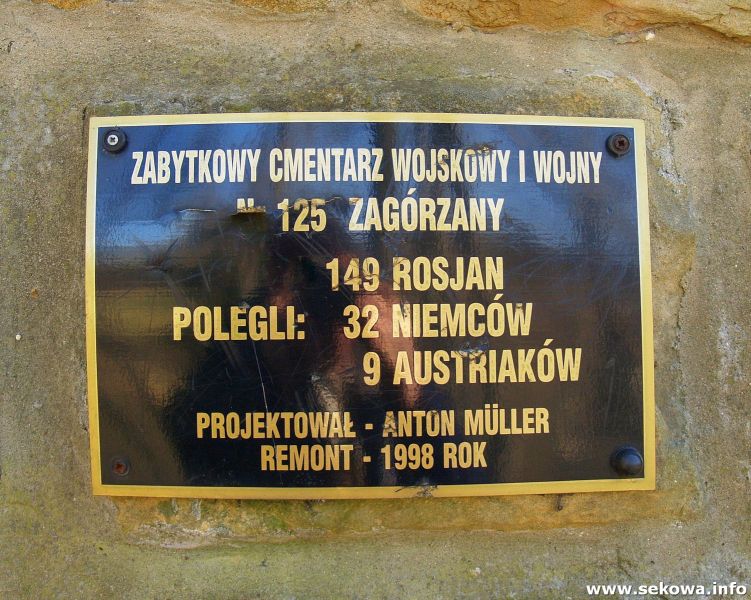 ZABYTKOWY CMENTARZ WOJSKOWY I WOJNY
125 ZAGÓRZANY
149 ROSJAN
POLEGLI: 32 NIEMCÓW
9 AUSTRIAKÓW
PROJEKTOWAŁ - ANTON MÜLLER
REMONT - 1998 ROK
www.sekowa.info